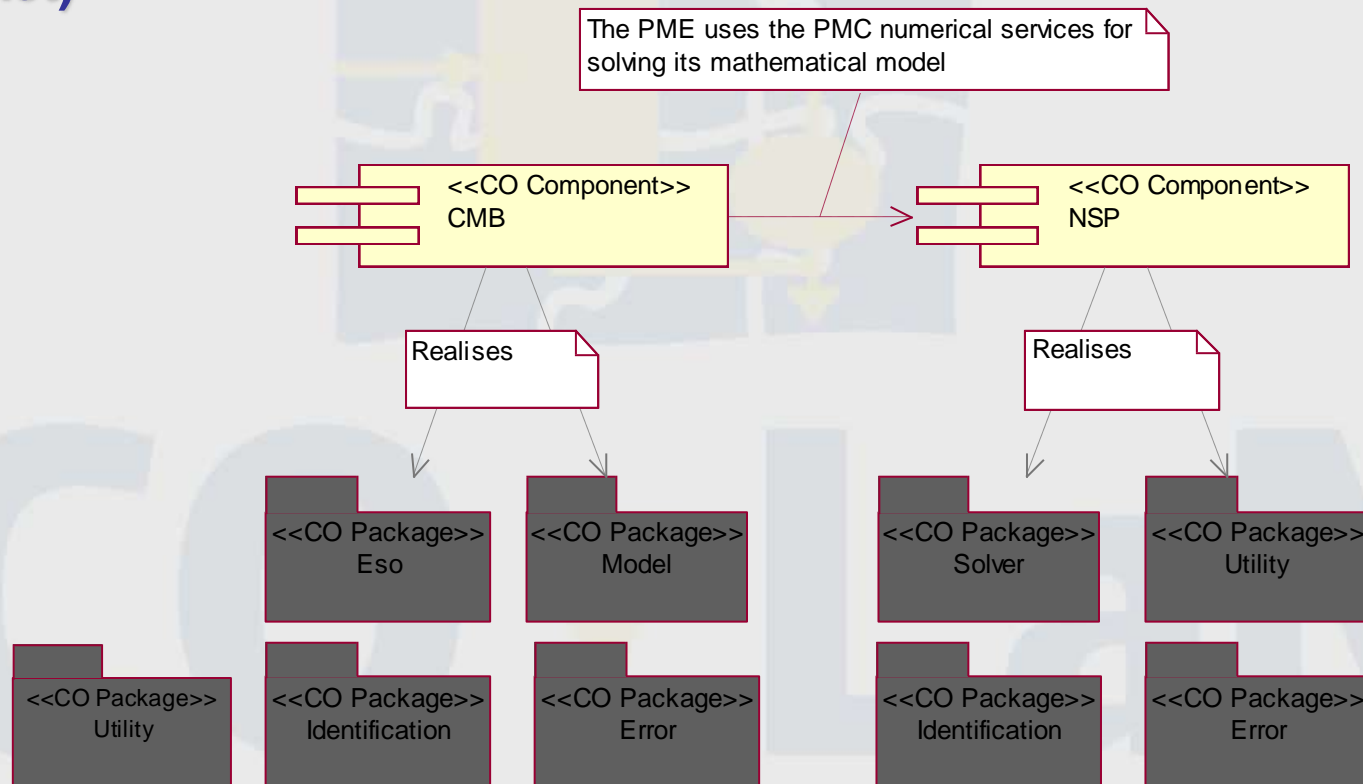 The PME uses the PMC numerical services for
solving its mathematical model
<<CO Component>>
CMB
<<CO Component>>
NSP
Realises
Realises
<<CO Package>>
Eso
<<CO Package>>
Model
<<CO Package>>
Solver
<<CO Package>>
Utility
<<CO Package>>
Utility
<<CO Package>>
Identification
<<CO Package>>
Error
<<CO Package>>
Identification
<<CO Package>>
Error